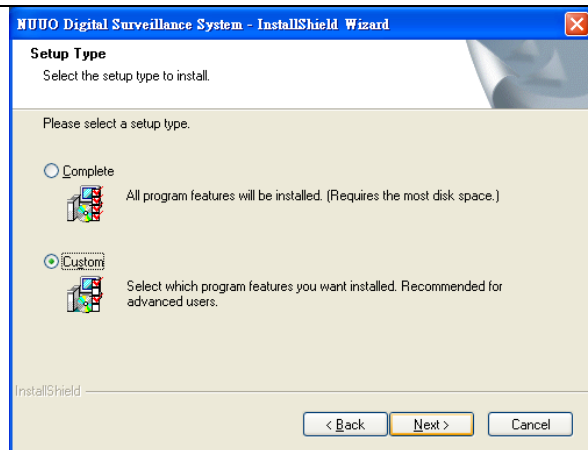 NUUO Digital Surveillance System - InstallShield Wizard
Setup Type
Select the setup type to install.
Please select a setup type.
Complete
All program features will be installed. (Requires the most disk space.)
Custom
Select which program features you want installed. Recommended for
advanced users.
InstallShield
< Back Next > Cancel